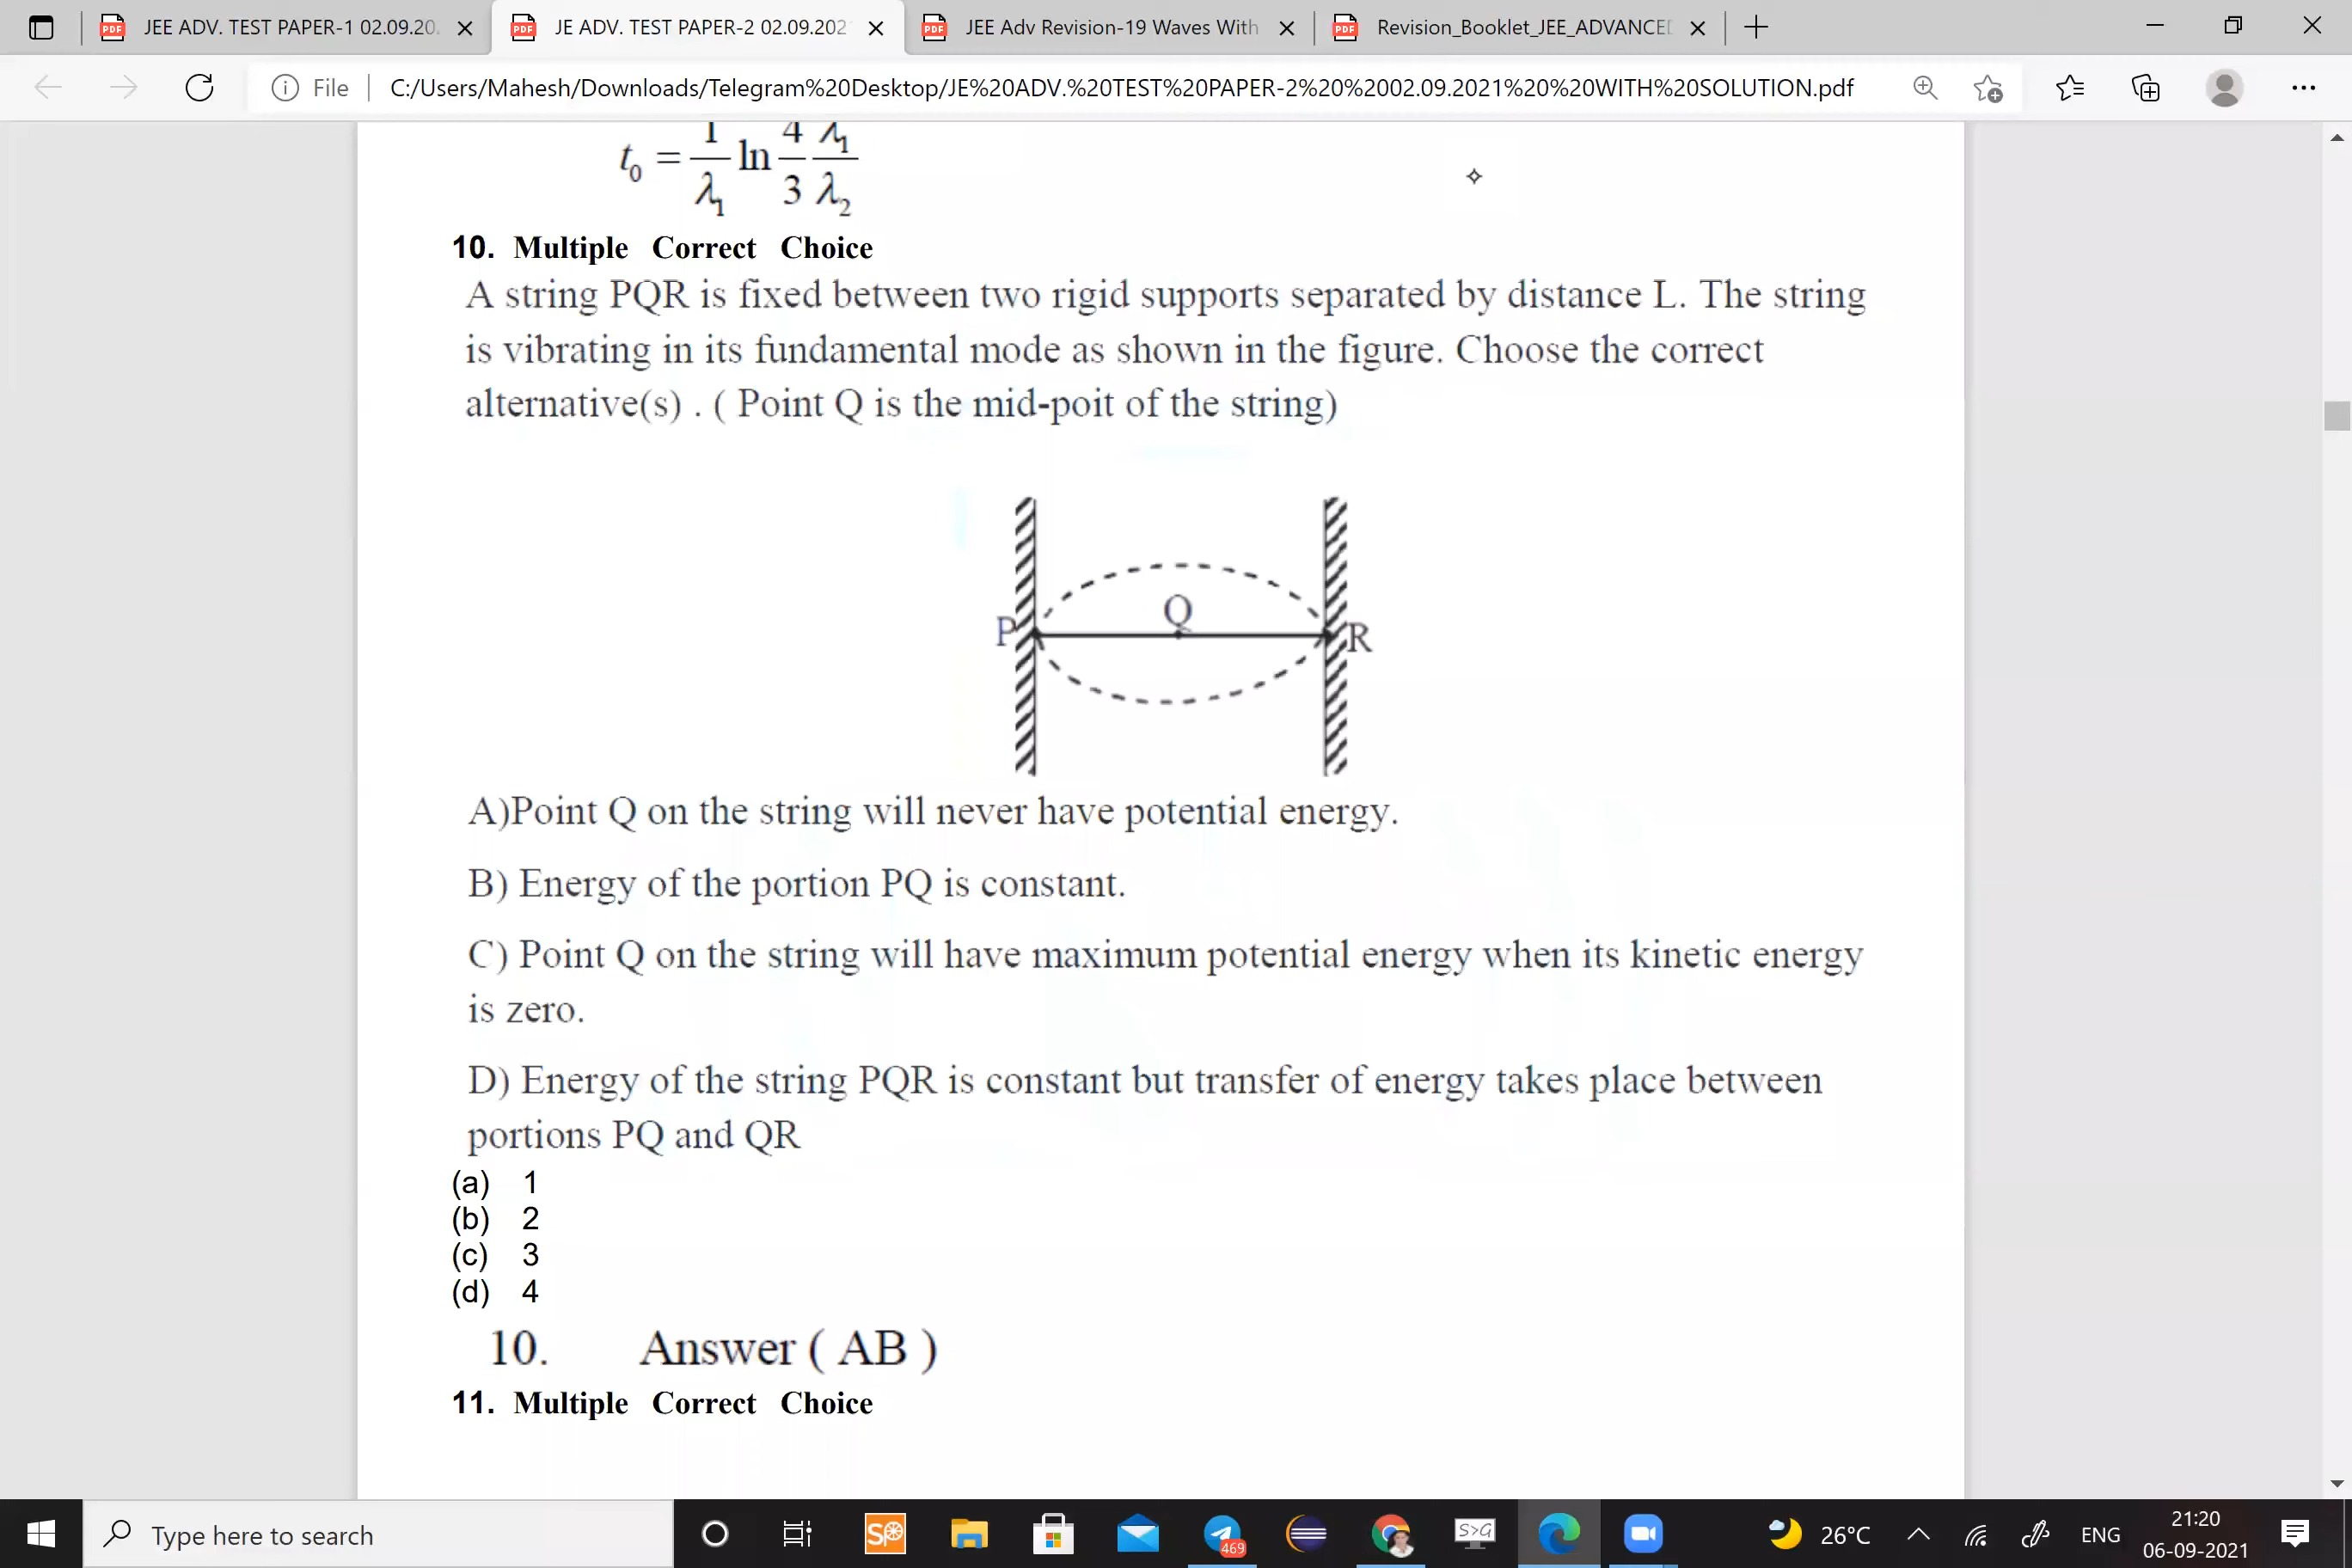 JEE ADV. TEST PAPER-1 02.09.20
JE ADV. TEST PAPER-2 02.09.202
JEE Adv Revision-19 Waves With
Revision_Booklet_JEE_ADVANCED
File
C:/Users/Mahesh/Downloads/Telegram%20Desktop/JE%20ADV.%20TEST%20PAPER-2%20%2002.09.2021%20%20WITH%20SOLUTION.pdf
t₀ = 1/λ₁ ln 4/3 λ₁/λ₂
10. Multiple Correct Choice
A string PQR is fixed between two rigid supports separated by distance L. The string
is vibrating in its fundamental mode as shown in the figure. Choose the correct
alternative(s) . ( Point Q is the mid-poit of the string)
Q
P
R
A)Point Q on the string will never have potential energy.
B) Energy of the portion PQ is constant.
C) Point Q on the string will have maximum potential energy when its kinetic energy
is zero.
D) Energy of the string PQR is constant but transfer of energy takes place between
portions PQ and QR
(a) 1
(b) 2
(c) 3
(d) 4
10. Answer ( AB )
11. Multiple Correct Choice
Type here to search
469
S>G
26°C
ENG
21:20
06-09-2021